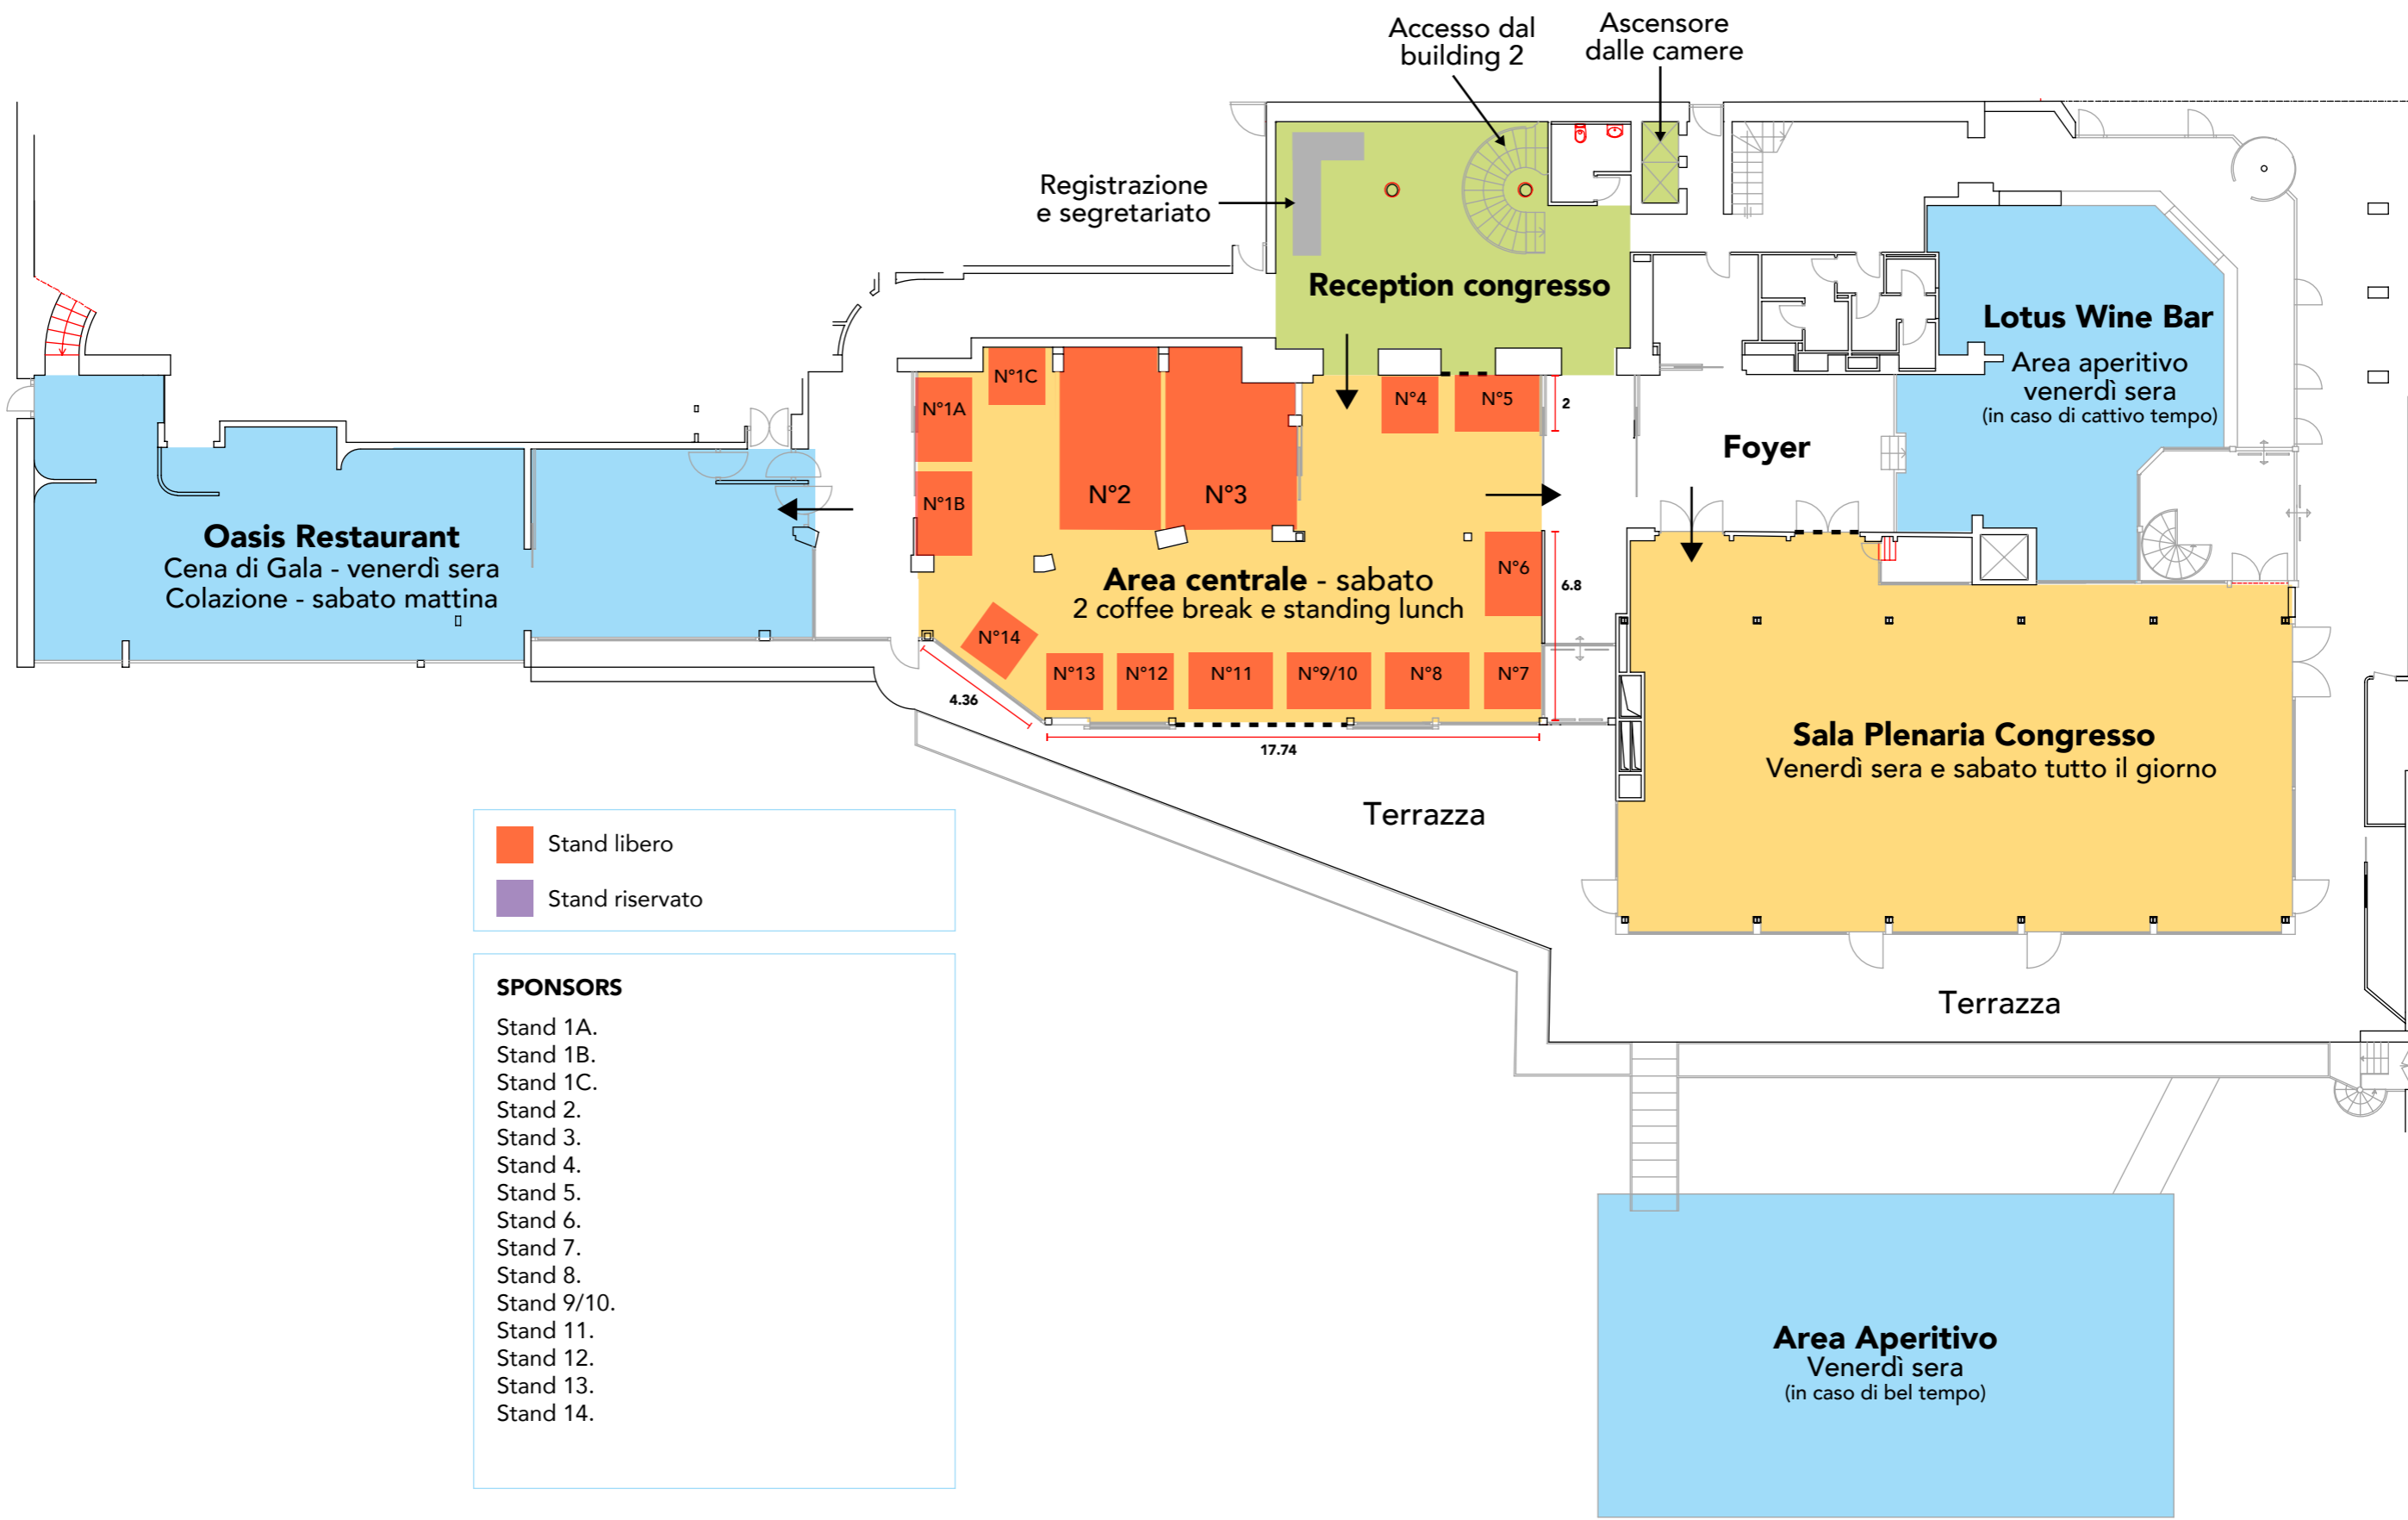 Accesso dal
building 2
Ascensore
dalle camere
Registrazione
e segretariato
Reception congresso
Lotus Wine Bar
Area aperitivo
venerdì sera
(in caso di cattivo tempo)
N°1C
N°1A
N°4
N°5
2
Foyer
N°2
N°3
N°1B
Oasis Restaurant
Cena di Gala - venerdì sera
Colazione - sabato mattina
Area centrale - sabato
2 coffee break e standing lunch
N°6
6.8
N°14
N°13
N°12
N°11
N°9/10
N°8
N°7
4.36
17.74
Sala Plenaria Congresso
Venerdì sera e sabato tutto il giorno
Terrazza
Stand libero
Stand riservato
SPONSORS
Stand 1A.
Stand 1B.
Stand 1C.
Stand 2.
Stand 3.
Stand 4.
Stand 5.
Stand 6.
Stand 7.
Stand 8.
Stand 9/10.
Stand 11.
Stand 12.
Stand 13.
Stand 14.
Terrazza
Area Aperitivo
Venerdì sera
(in caso di bel tempo)